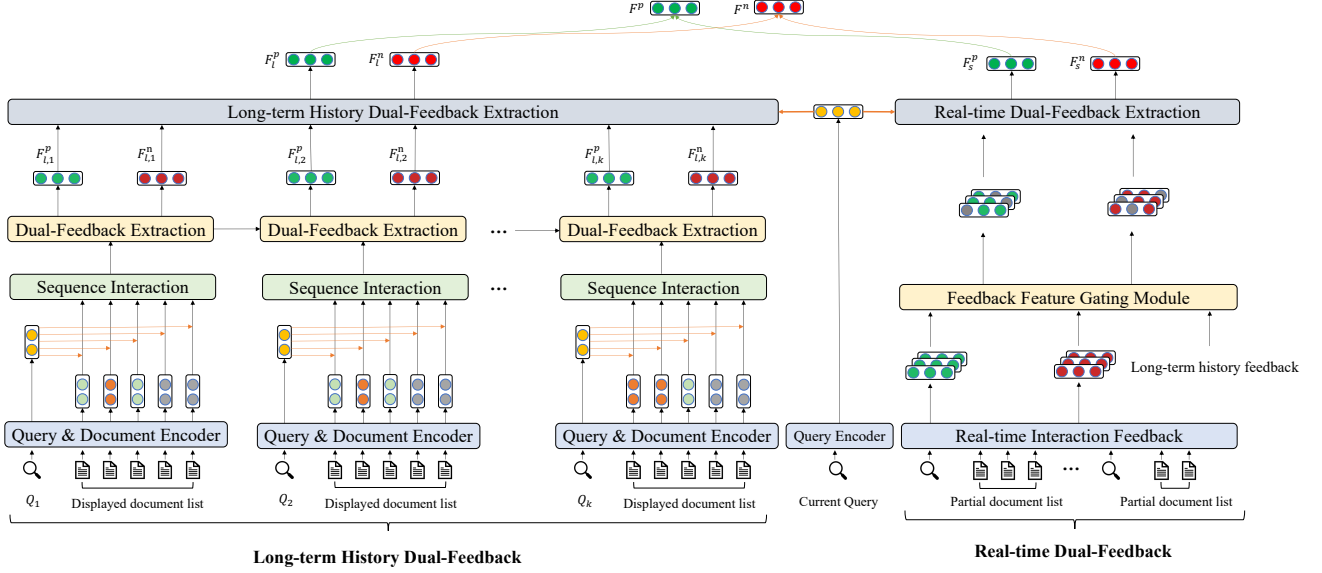 F^p F^n
F_l^p F_l^n F_s^p F_s^n
Long-term History Dual-Feedback Extraction Real-time Dual-Feedback Extraction
F_{l,1}^p F_{l,1}^n F_{l,2}^p F_{l,2}^n F_{l,k}^p F_{l,k}^n
Dual-Feedback Extraction Dual-Feedback Extraction ... Dual-Feedback Extraction
Sequence Interaction Sequence Interaction ... Sequence Interaction Feedback Feature Gating Module
Long-term history feedback
Query & Document Encoder Query & Document Encoder Query & Document Encoder Query Encoder Real-time Interaction Feedback
...
Q_1 Displayed document list Q_2 Displayed document list Q_k Displayed document list Current Query Partial document list Partial document list
Long-term History Dual-Feedback Real-time Dual-Feedback